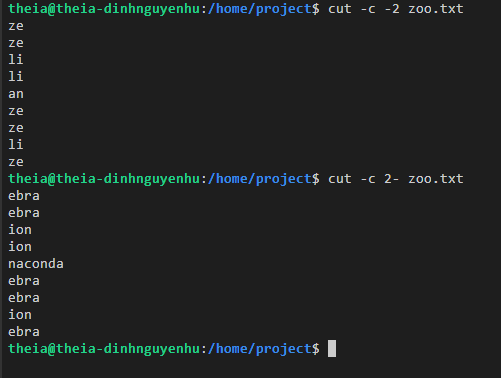 theia@theia-dinhnguyenhu:/home/project$ cut -c -2 zoo.txt
ze
ze
li
li
an
ze
ze
li
ze
theia@theia-dinhnguyenhu:/home/project$ cut -c 2- zoo.txt
ebra
ebra
ion
ion
naconda
ebra
ebra
ion
ebra
theia@theia-dinhnguyenhu:/home/project$